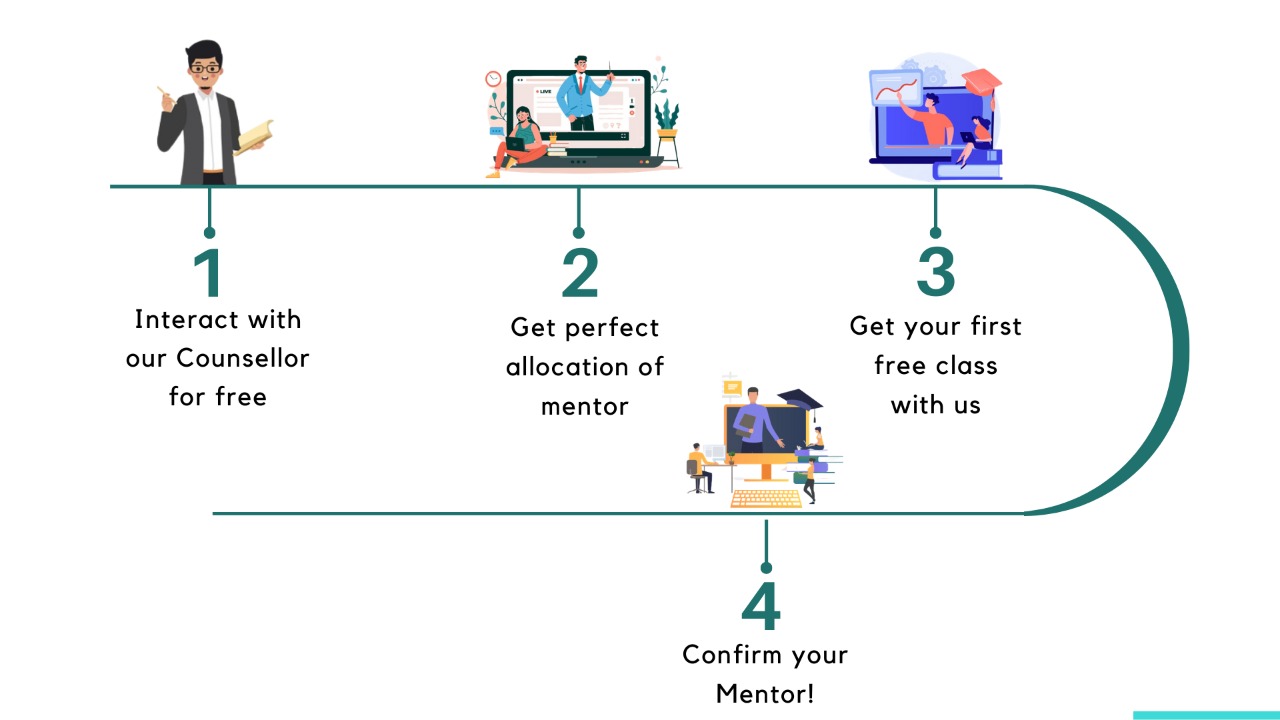 LIVE
1
Interact with
our Counsellor
for free
2
Get perfect
allocation of
mentor
3
Get your first
free class
with us
4
Confirm your
Mentor!